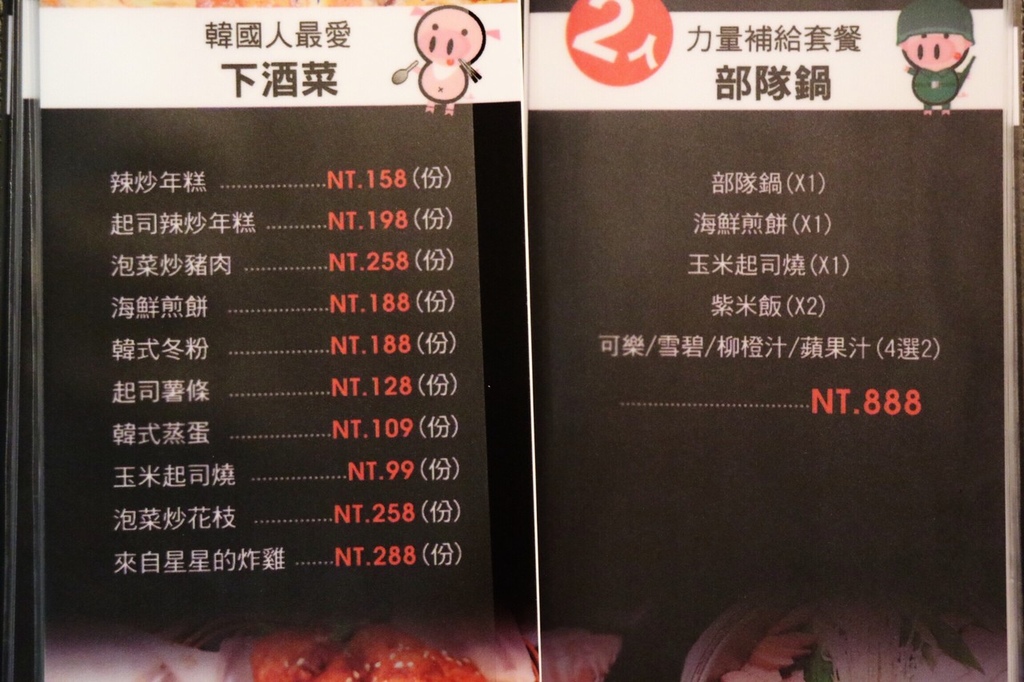 韓國人最愛
下酒菜
辣炒年糕 ......................NT.158(份)
起司辣炒年糕 ............NT.198(份)
泡菜炒豬肉 .................NT.258(份)
海鮮煎餅 ....................NT.188(份)
韓式冬粉 ....................NT.188(份)
起司薯條 ....................NT.128(份)
韓式蒸蛋 ....................NT.109(份)
玉米起司燒 ...................NT.99(份)
泡菜炒花枝 ................NT.258(份)
來自星星的炸雞 .......NT.288(份)
2人
力量補給套餐
部隊鍋
部隊鍋(X1)
海鮮煎餅(X1)
玉米起司燒(X1)
紫米飯(X2)
可樂/雪碧/柳橙汁/蘋果汁(4選2)
......................................NT.888